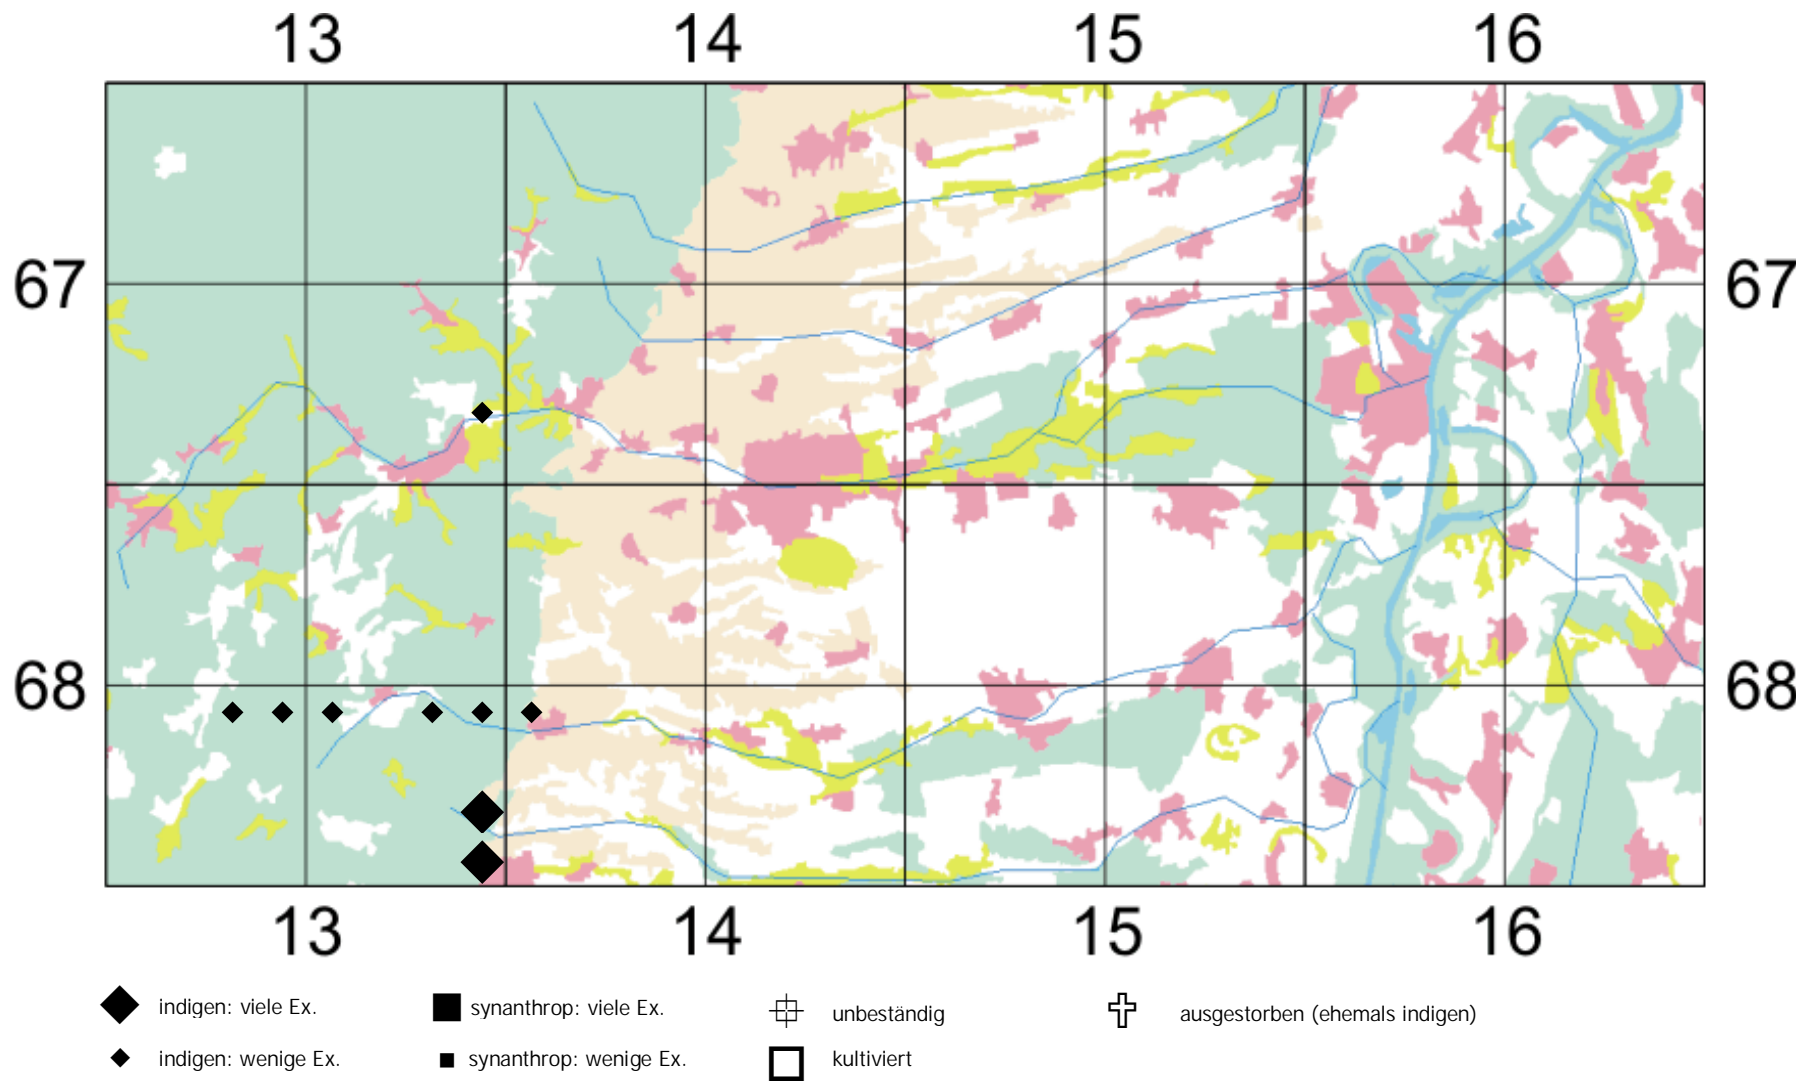 13 14 15 16
67 67
68 68
13 14 15 16
indigen: viele Ex. synanthrop: viele Ex. unbeständig ausgestorben (ehemals indigen)
indigen: wenige Ex. synanthrop: wenige Ex. kultiviert